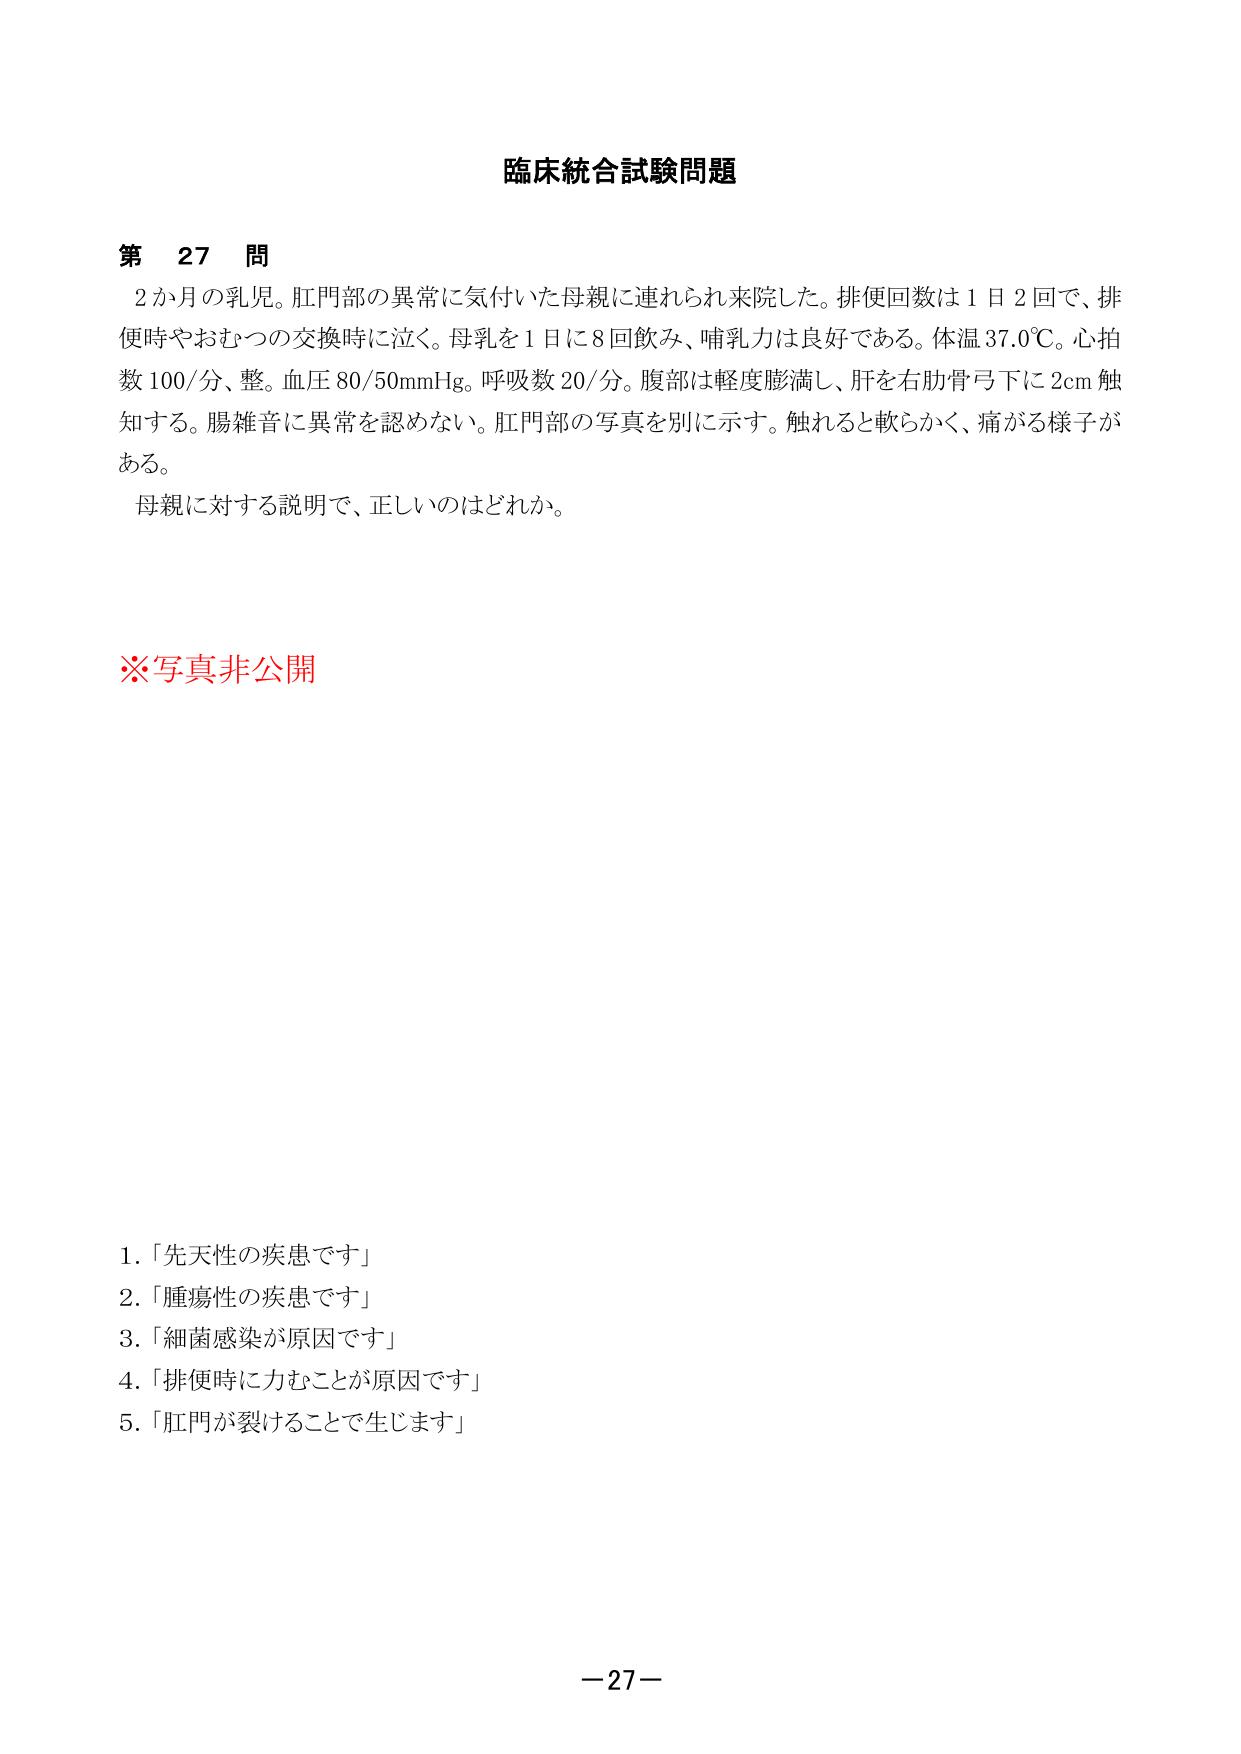 臨床統合試験問題
第 27 問
2か月の乳児。肛門部の異常に気付いた母親に連れられ来院した。排便回数は1日2回で、排
便時やおむつの交換時に泣く。母乳を1日に8回飲み、哺乳力は良好である。体温37.0℃。心拍
数100/分、整。血圧80/50mmHg。呼吸数20/分。腹部は軽度膨満し、肝を右肋骨弓下に2cm触
知する。腸雑音に異常を認めない。肛門部の写真を別に示す。触れると軟らかく、痛がる様子が
ある。
母親に対する説明で、正しいのはどれか。
※写真非公開
1.「先天性の疾患です」
2.「腫瘍性の疾患です」
3.「細菌感染が原因です」
4.「排便時に力むことが原因です」
5.「肛門が裂けることで生じます」
―27―